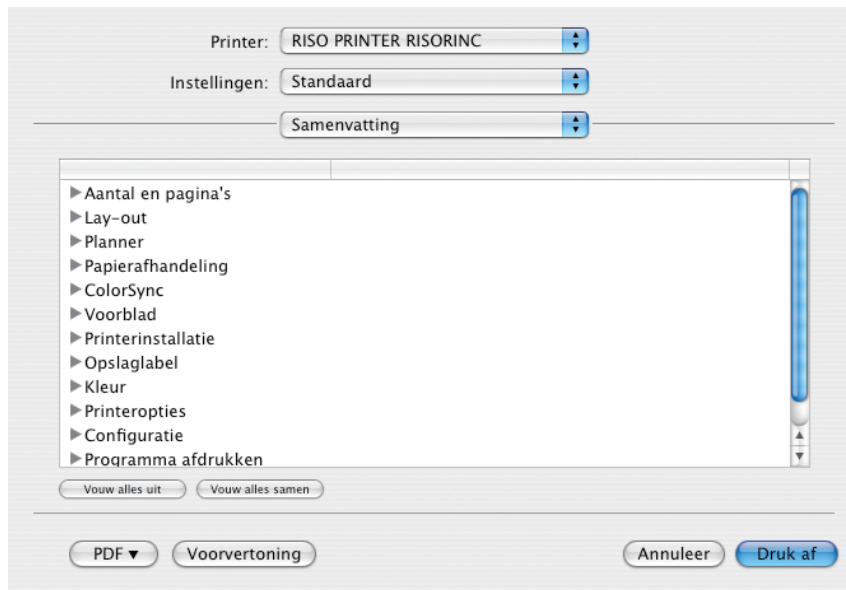 Printer: RISO PRINTER RISORINC
Instellingen: Standaard
Samenvatting
Aantal en pagina's
Lay-out
Planner
Papierafhandeling
ColorSync
Voorblad
Printerinstallatie
Opslaglabel
Kleur
Printeropties
Configuratie
Programma afdrukken
Vouw alles uit Vouw alles samen
PDF Voorvertoning Annuleer Druk af